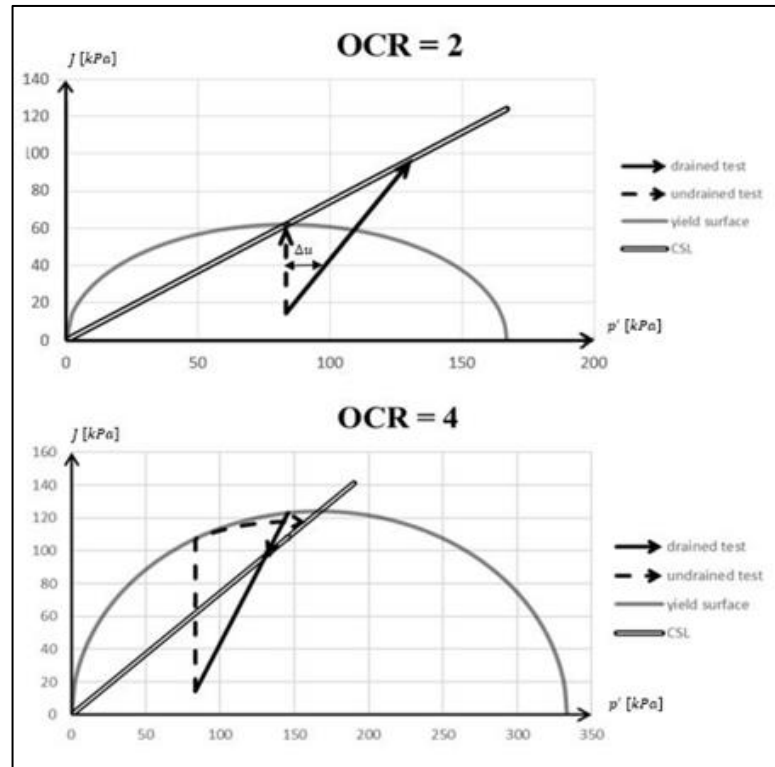 OCR = 2
J [kPa]
140
120
100
80
60
40
20
0
Δu
p' [kPa]
0 50 100 150 200
drained test
undrained test
yield surface
CSL
OCR = 4
J [kPa]
160
140
120
100
80
60
40
20
0
p' [kPa]
0 50 100 150 200 250 300 350
drained test
undrained test
yield surface
CSL